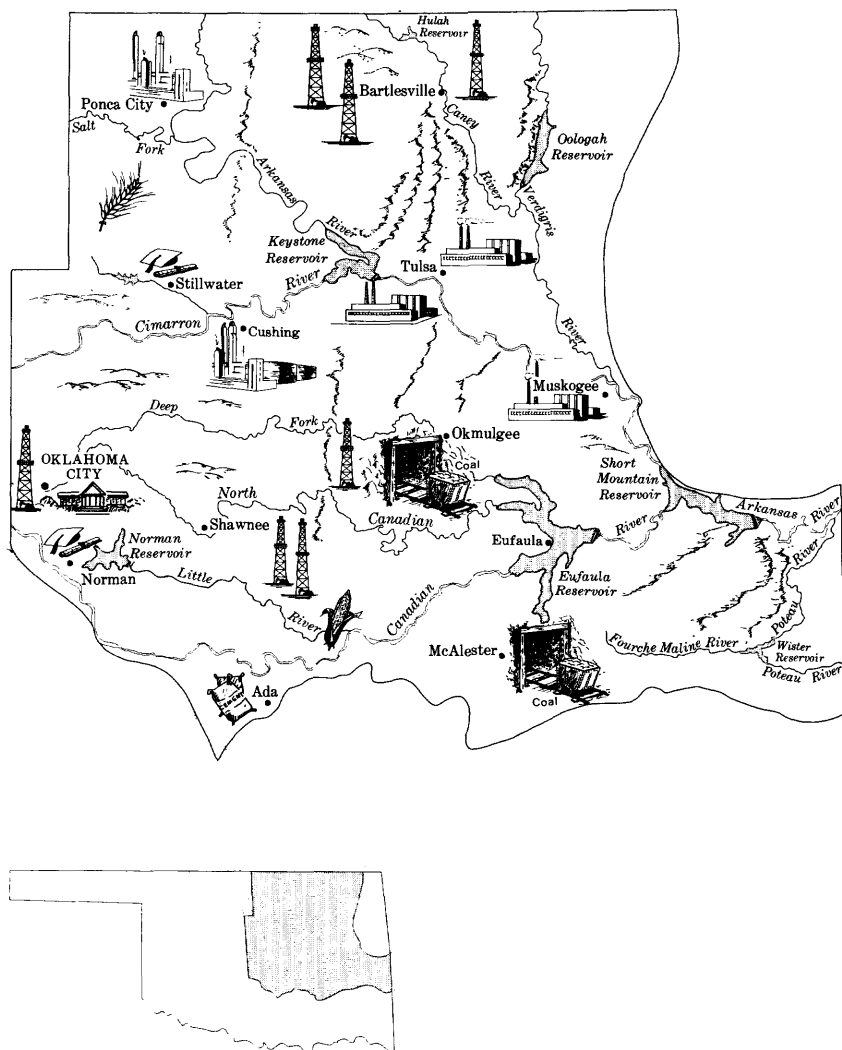 Hulah
Reservoir
Bartlesville
Ponca City
Caney
Salt
Fork
Oologah
Reservoir
Arkansas
River
River
Verdigris
Keystone
Reservoir
Tulsa
River
Stillwater
Cimarron
Cushing
River
Muskogee
Deep
Fork
Okmulgee
Coal
OKLAHOMA
CITY
Short
Mountain
Reservoir
North
Canadian
Arkansas
River
Shawnee
River
River
Norman
Reservoir
Eufaula
Norman
Little
Eufaula
Reservoir
Canadian
River
Poteau
McAlester
Fourche Maline River
Wister
Reservoir
Poteau River
Ada
CEMENT
Coal